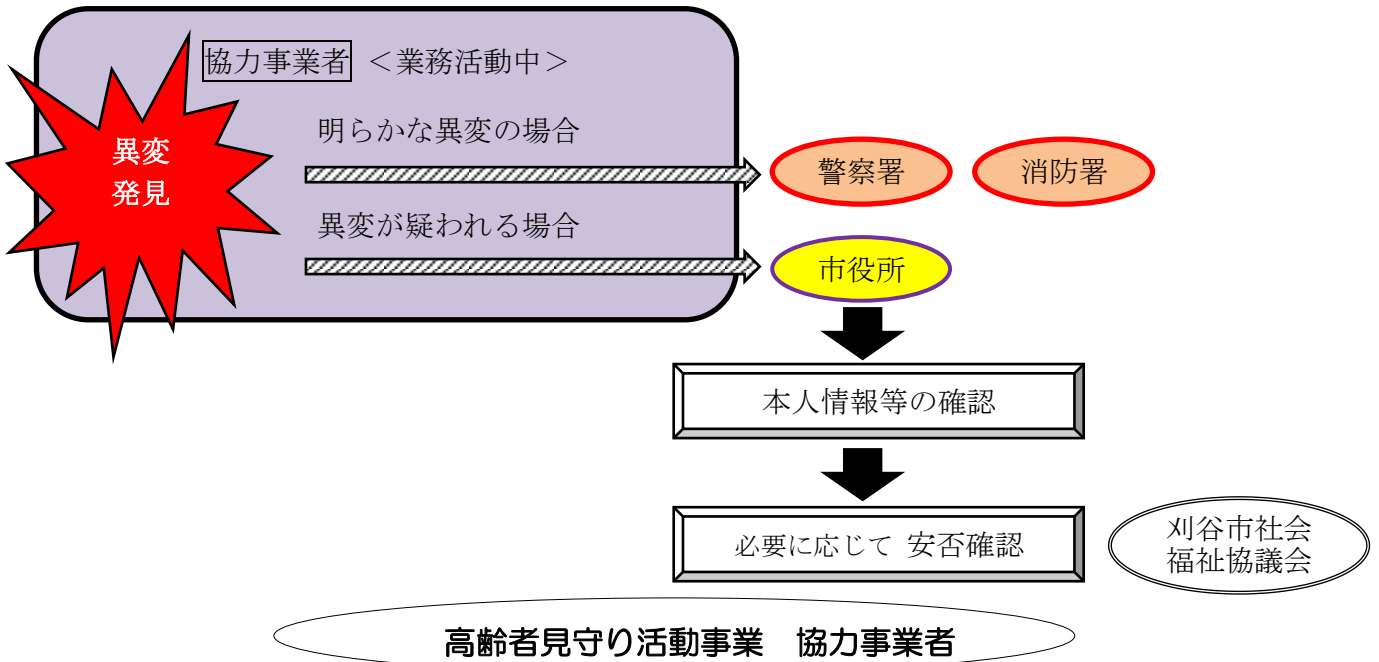 協力事業者 ＜業務活動中＞
異変
発見
明らかな異変の場合
警察署
消防署
異変が疑われる場合
市役所
本人情報等の確認
必要に応じて 安否確認
刈谷市社会
福祉協議会
高齢者見守り活動事業　協力事業者